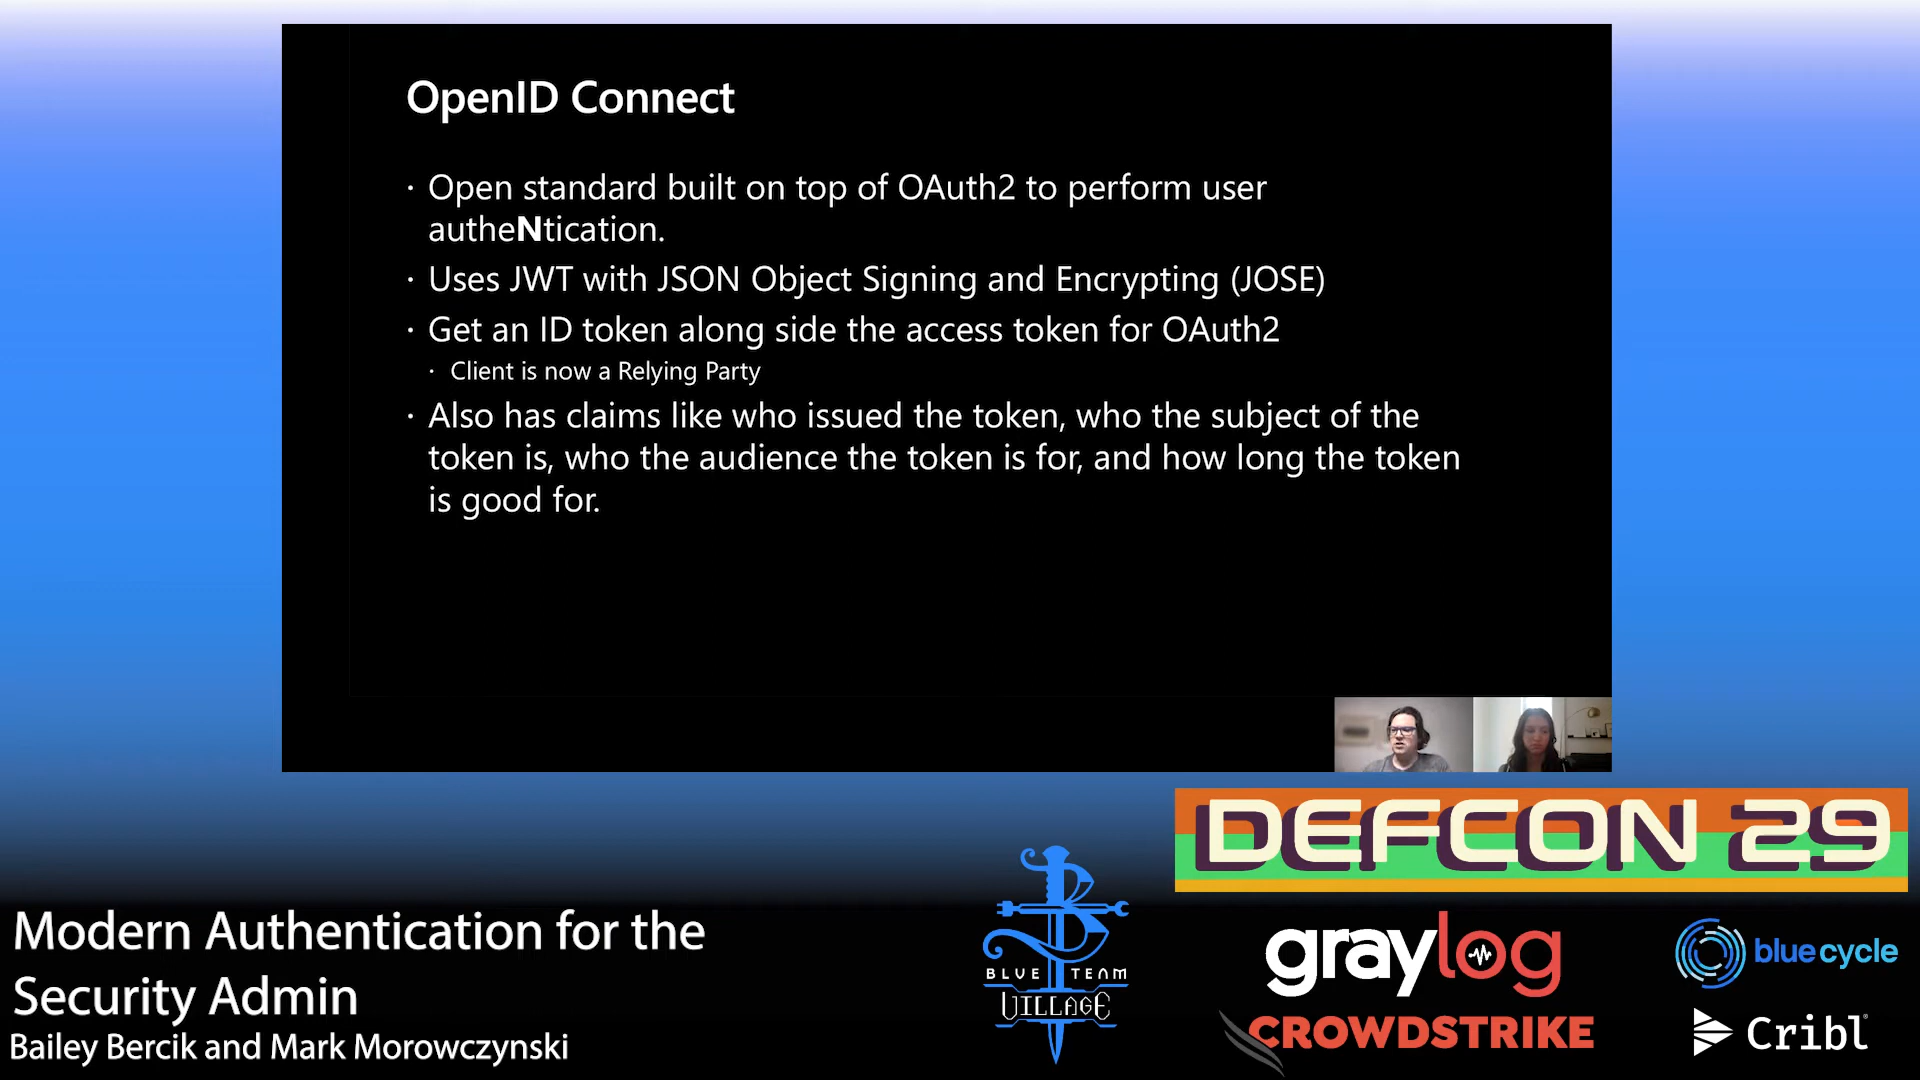 OpenID Connect
· Open standard built on top of OAuth2 to perform user
autheNtication.
· Uses JWT with JSON Object Signing and Encrypting (JOSE)
· Get an ID token along side the access token for OAuth2
· Client is now a Relying Party
· Also has claims like who issued the token, who the subject of the
token is, who the audience the token is for, and how long the token
is good for.
DEFCON 29
Modern Authentication for the
Security Admin
Bailey Bercik and Mark Morowczynski
BLUE TEAM
VILLAGE
graylog
blue cycle
CROWDSTRIKE
Cribl